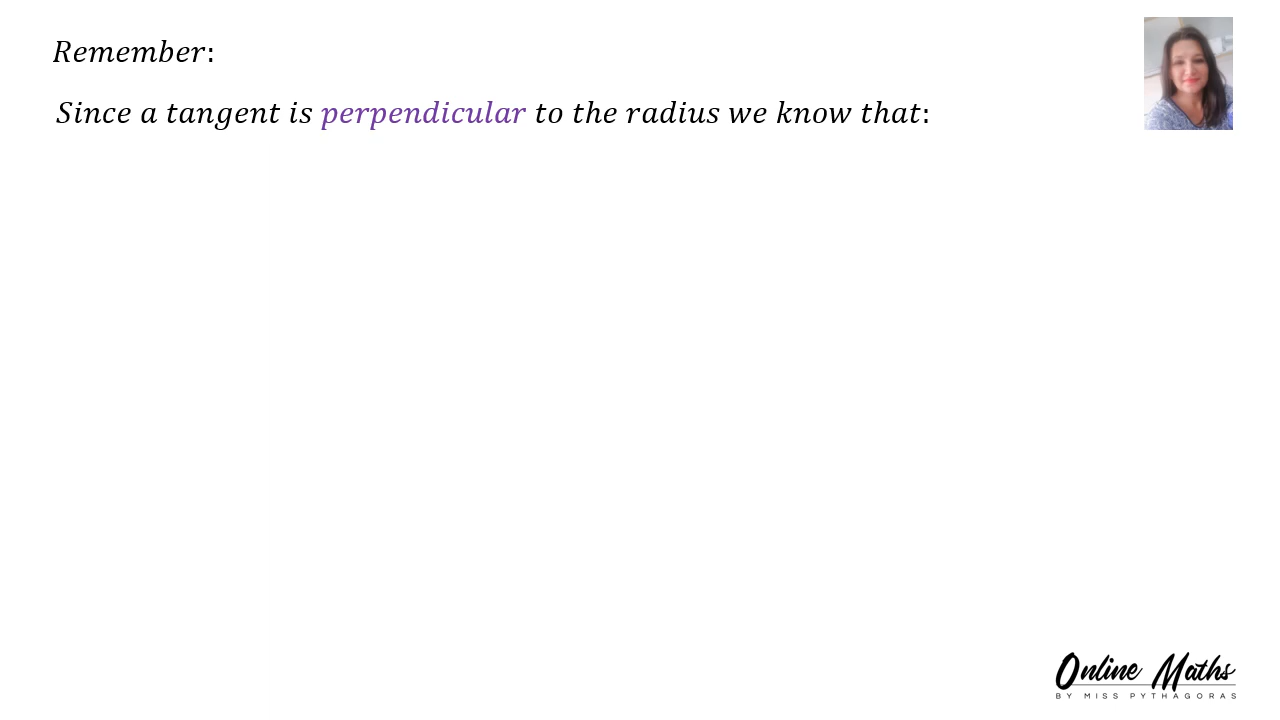 Remember:
Since a tangent is perpendicular to the radius we know that:
Online Maths
BY MISS PYTHAGORAS